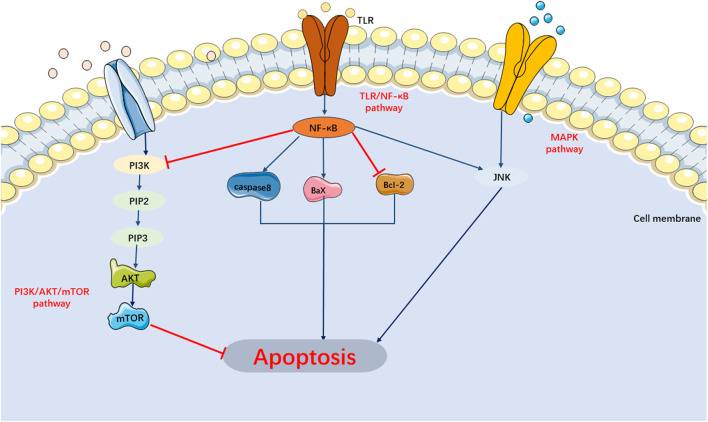 TLR
TLR/NF-κB
pathway
NF-κB
MAPK
pathway
PI3K
caspase8
BaX
Bcl-2
JNK
PIP2
Cell membrane
PIP3
AKT
PI3K/AKT/mTOR
pathway
mTOR
Apoptosis